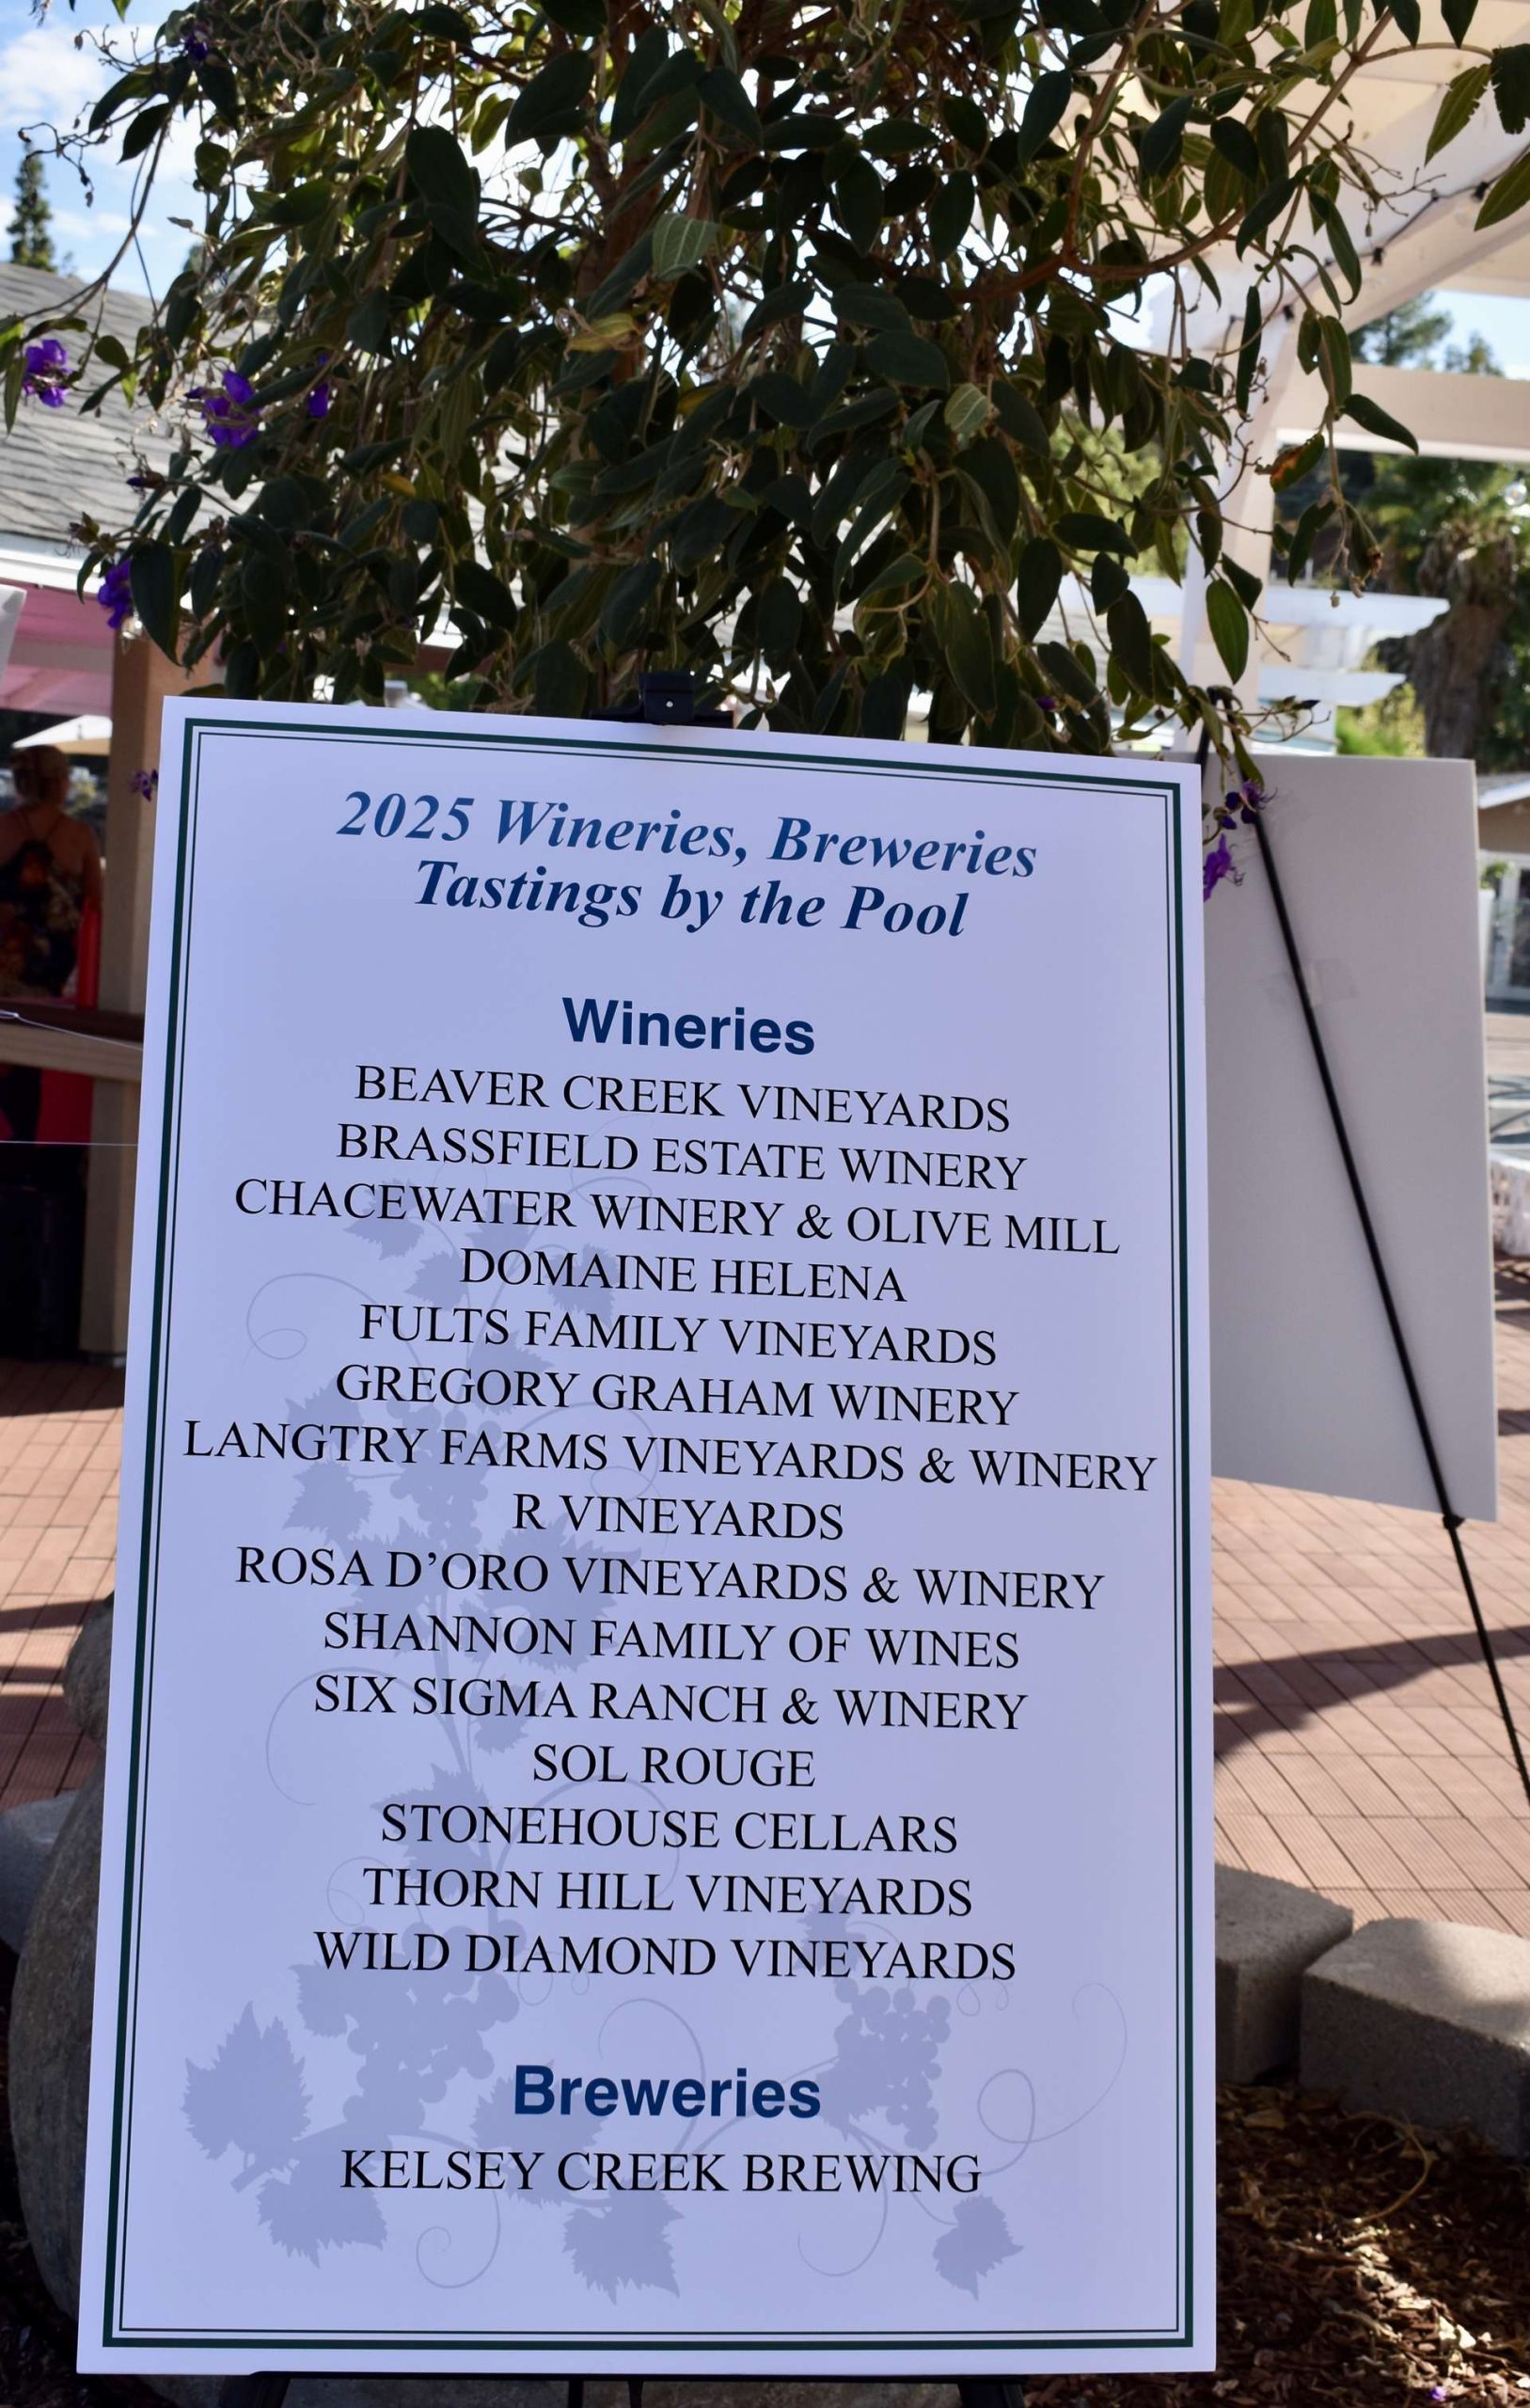 2025 Wineries, Breweries
Tastings by the Pool
Wineries
BEAVER CREEK VINEYARDS
BRASSFIELD ESTATE WINERY
CHACEWATER WINERY & OLIVE MILL
DOMAINE HELENA
FULTS FAMILY VINEYARDS
GREGORY GRAHAM WINERY
LANGTRY FARMS VINEYARDS & WINERY
R VINEYARDS
ROSA D’ORO VINEYARDS & WINERY
SHANNON FAMILY OF WINES
SIX SIGMA RANCH & WINERY
SOL ROUGE
STONEHOUSE CELLARS
THORN HILL VINEYARDS
WILD DIAMOND VINEYARDS
Breweries
KELSEY CREEK BREWING